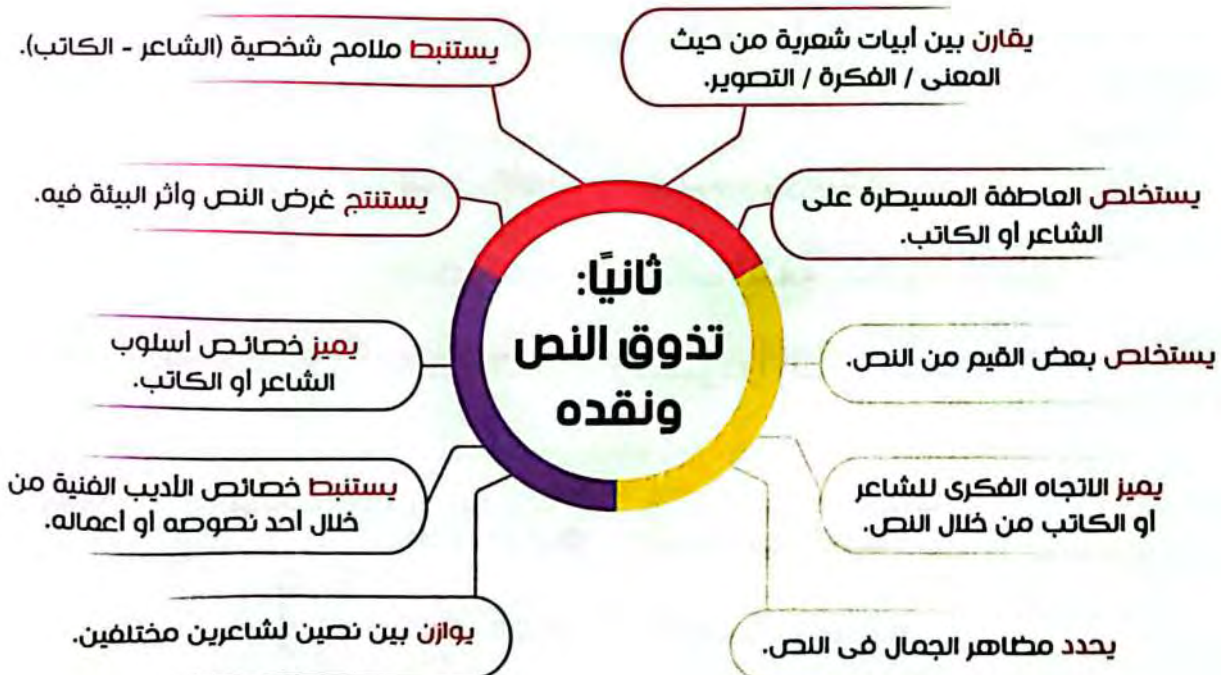 ثانيًا:
تذوق النص
ونقده
يقارن بين أبيات شعرية من حيث
المعنى / الفكرة / التصوير.
يستخلص العاطفة المسيطرة على
الشاعر أو الكاتب.
يستخلص بعض القيم من النص.
يميز الاتجاه الفكرى للشاعر
أو الكاتب من خلال النص.
يحدد مظاهر الجمال فى النص.
يستنبط ملامح شخصية (الشاعر - الكاتب).
يستنتج غرض النص وأثر البيئة فيه.
يميز خصائص أسلوب
الشاعر أو الكاتب.
يستنبط خصائص الأديب الفنية من
خلال أحد نصوصه أو أعماله.
يوازن بين نصين لشاعرين مختلفين.